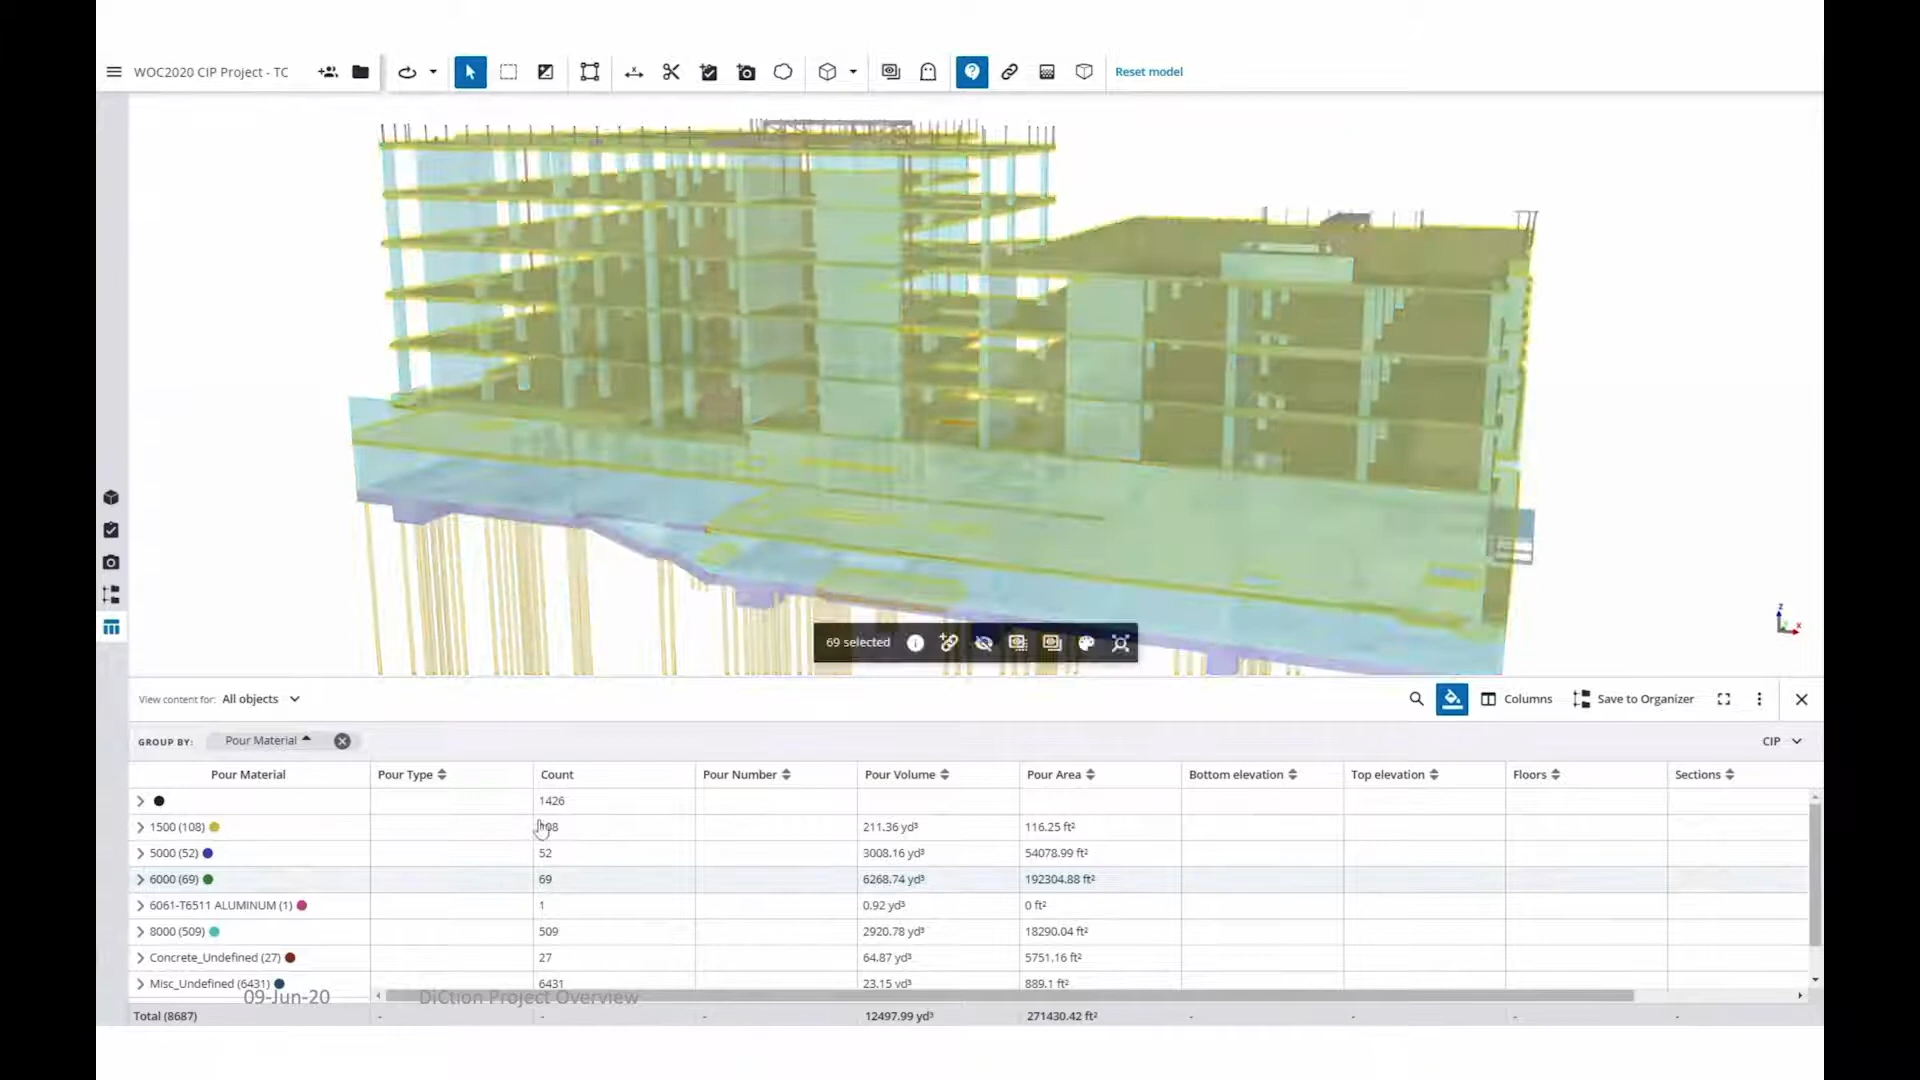 WOC2020 CIP Project - TC
Reset model
69 selected
View content for: All objects
Columns
Save to Organizer
GROUP BY: Pour Material
CIP
Pour Material Pour Type Count Pour Number Pour Volume Pour Area Bottom elevation Top elevation Floors Sections
1426
1500 (108) 108 211.36 yd³ 116.25 ft²
5000 (52) 52 3008.16 yd³ 54078.99 ft²
6000 (69) 69 6268.74 yd³ 192304.88 ft²
6061-T6511 ALUMINUM (1) 1 0.92 yd³ 0 ft²
8000 (509) 509 2920.78 yd³ 18290.04 ft²
Concrete_Undefined (27) 27 64.87 yd³ 5751.16 ft²
Misc_Undefined (6431) 6431 23.15 yd³ 889.1 ft²
09-Jun-20 DiCtion Project Overview
Total (8687) - - - 12497.99 yd³ 271430.42 ft² - - - -